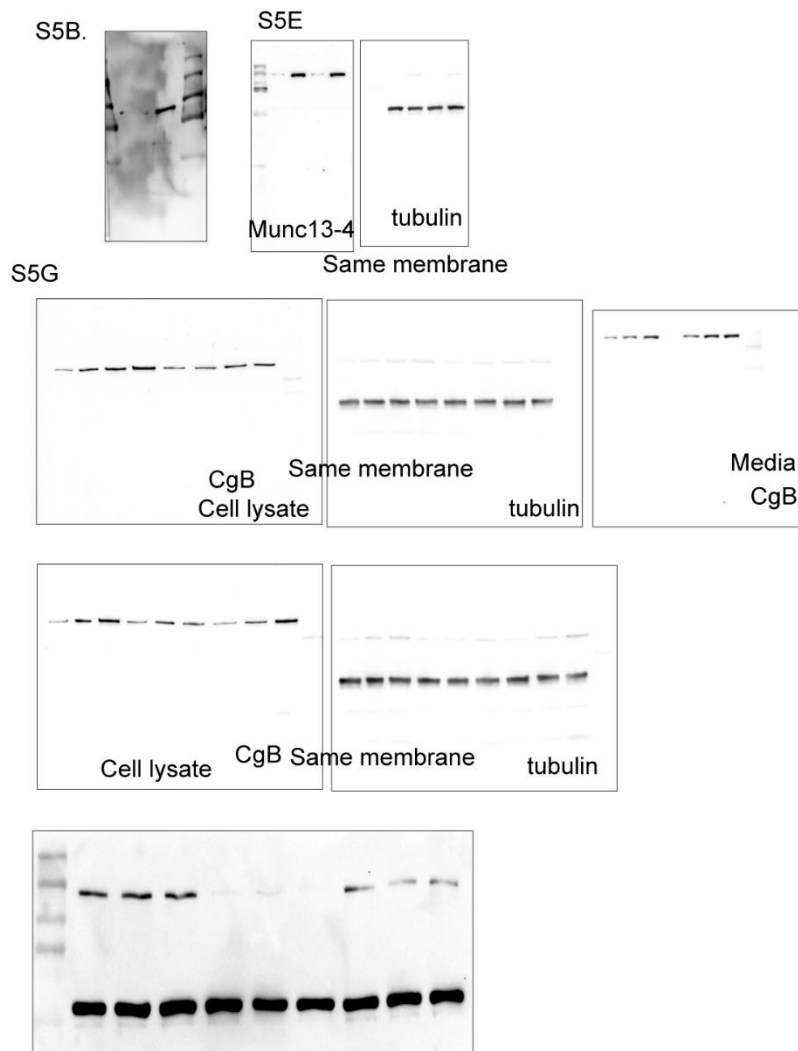 S5B.
S5E
Munc13-4
tubulin
Same membrane
S5G
CgB
Cell lysate
Same membrane
tubulin
Media
CgB
Cell lysate
CgB
Same membrane
tubulin